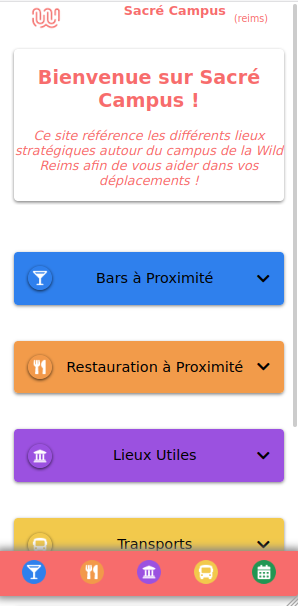 Sacré Campus (reims)
Bienvenue sur Sacré
Campus !
Ce site référence les différents lieux
stratégiques autour du campus de la Wild
Reims afin de vous aider dans vos
déplacements !
Bars à Proximité
Restauration à Proximité
Lieux Utiles
Transports